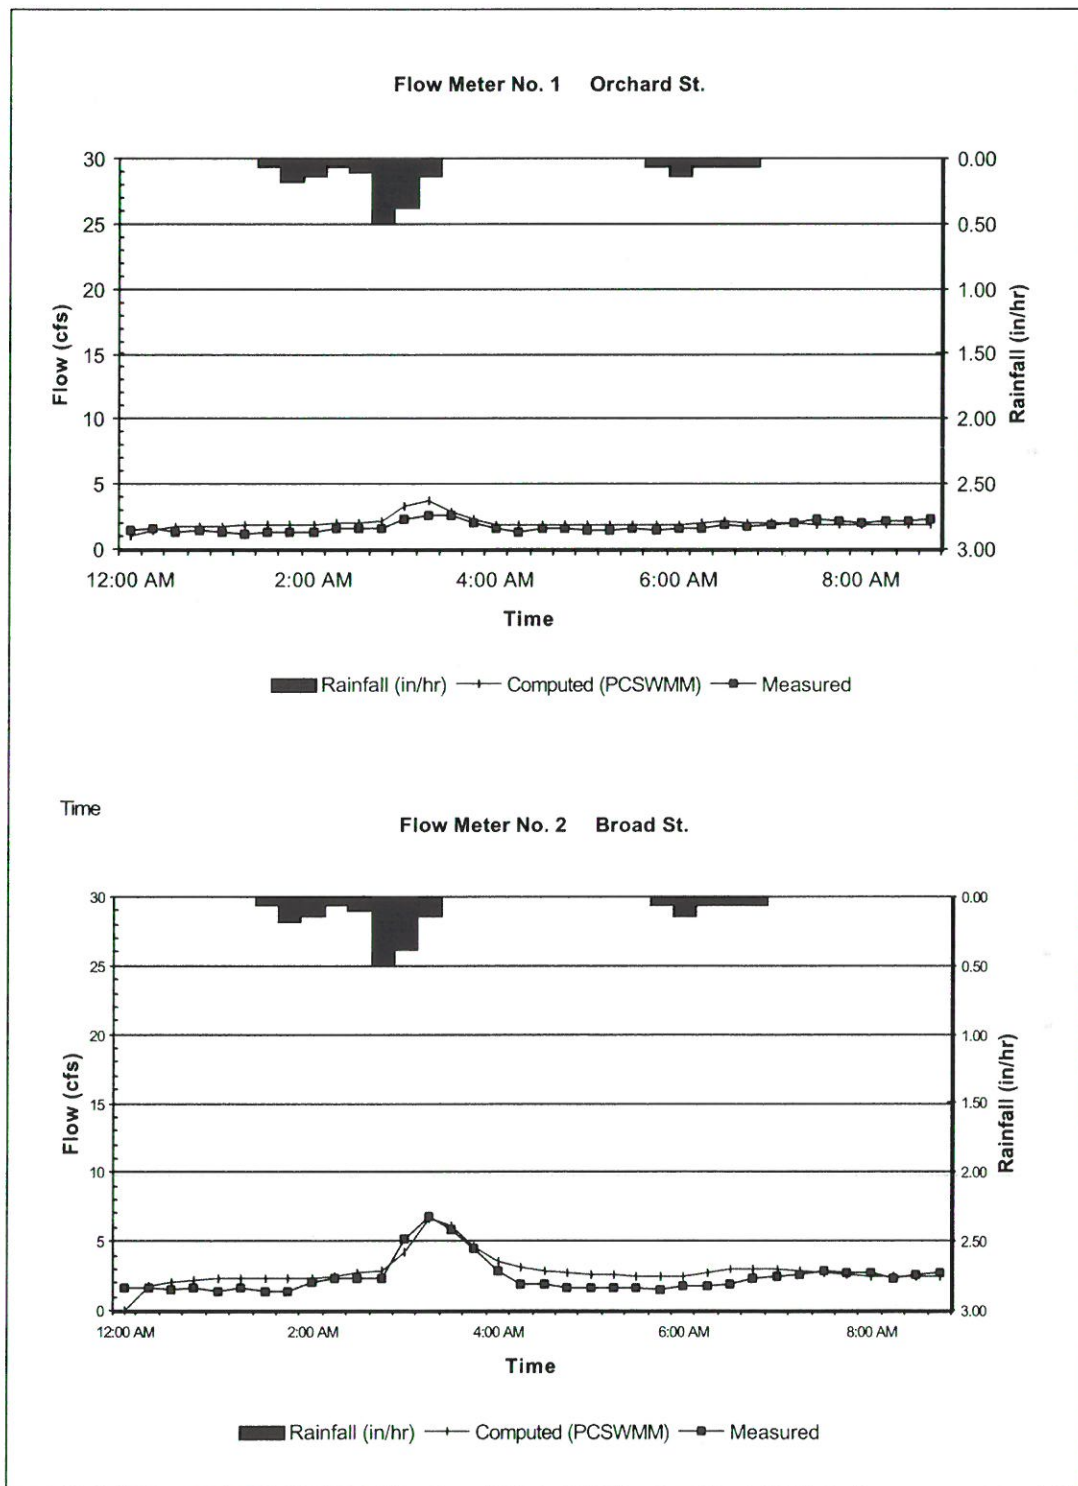 Flow Meter No. 1 Orchard St.
30 0.00
25 0.50
20 1.00
15 1.50
10 2.00
5 2.50
0 3.00
Flow (cfs)
Rainfall (in/hr)
12:00 AM 2:00 AM 4:00 AM 6:00 AM 8:00 AM
Time
Rainfall (in/hr) Computed (PCSWMM) Measured
Time
Flow Meter No. 2 Broad St.
30 0.00
25 0.50
20 1.00
15 1.50
10 2.00
5 2.50
0 3.00
Flow (cfs)
Rainfall (in/hr)
12:00 AM 2:00 AM 4:00 AM 6:00 AM 8:00 AM
Time
Rainfall (in/hr) Computed (PCSWMM) Measured